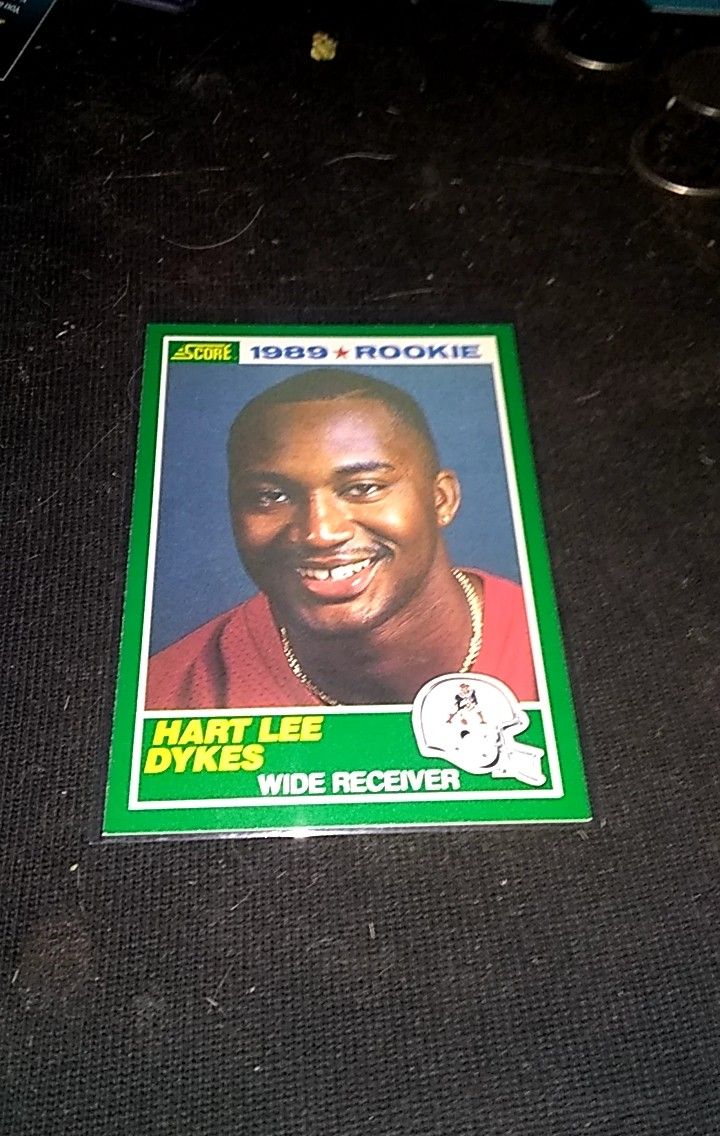 SCORE 1989 ★ ROOKIE
HART LEE
DYKES
WIDE RECEIVER